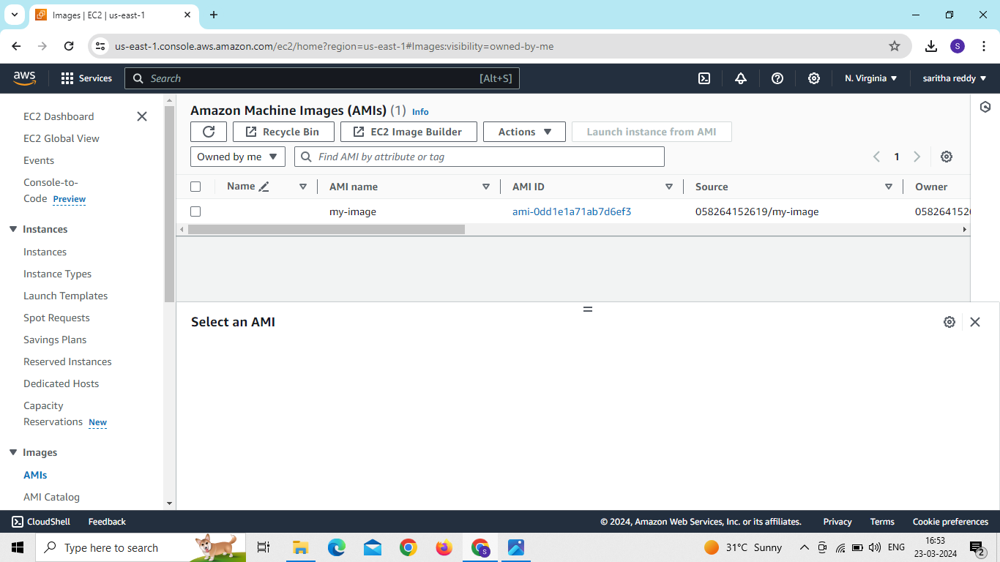 Images | EC2 | us-east-1
us-east-1.console.aws.amazon.com/ec2/home?region=us-east-1#Images:visibility=owned-by-me
S
aws
Services
Search
[Alt+S]
N. Virginia
saritha reddy
EC2 Dashboard
EC2 Global View
Events
Console-to-
Code Preview
Instances
Instances
Instance Types
Launch Templates
Spot Requests
Savings Plans
Reserved Instances
Dedicated Hosts
Capacity
Reservations New
Images
AMIs
AMI Catalog
Amazon Machine Images (AMIs) (1) Info
Recycle Bin
EC2 Image Builder
Actions
Launch instance from AMI
Owned by me
Find AMI by attribute or tag
1
Name
AMI name
AMI ID
Source
Owner
my-image
ami-0dd1e1a71ab7d6ef3
058264152619/my-image
058264152
Select an AMI
CloudShell
Feedback
© 2024, Amazon Web Services, Inc. or its affiliates.
Privacy
Terms
Cookie preferences
Type here to search
S
31°C Sunny
ENG
16:53
23-03-2024
2